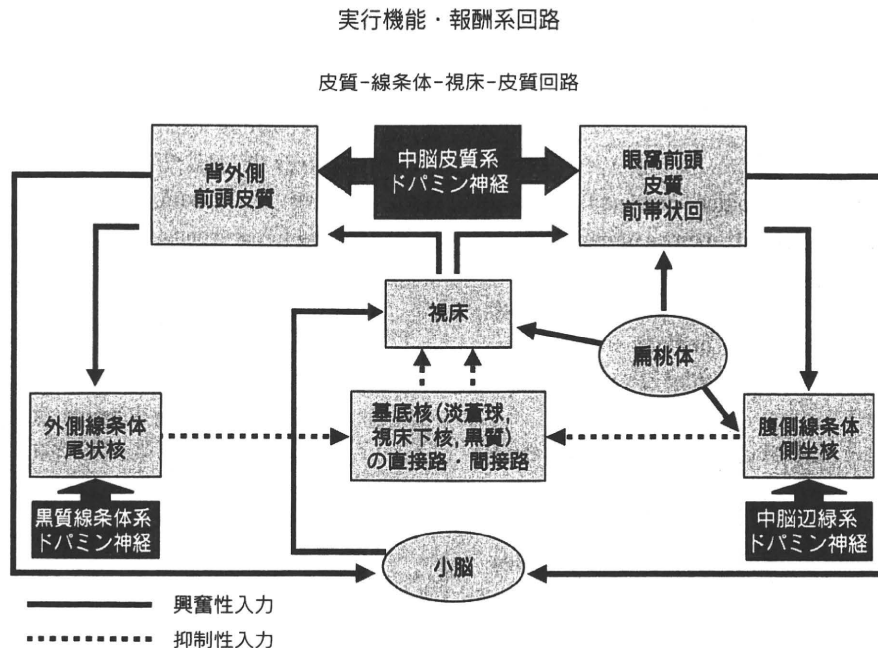 実行機能・報酬系回路
皮質-線条体-視床-皮質回路
背外側
前頭皮質
中脳皮質系
ドパミン神経
眼窩前頭
皮質
前帯状回
視床
扁桃体
外側線条体
尾状核
基底核(淡蒼球,
視床下核,黒質)
の直接路・間接路
腹側線条体
側坐核
黒質線条体系
ドパミン神経
中脳辺縁系
ドパミン神経
小脳
興奮性入力
抑制性入力